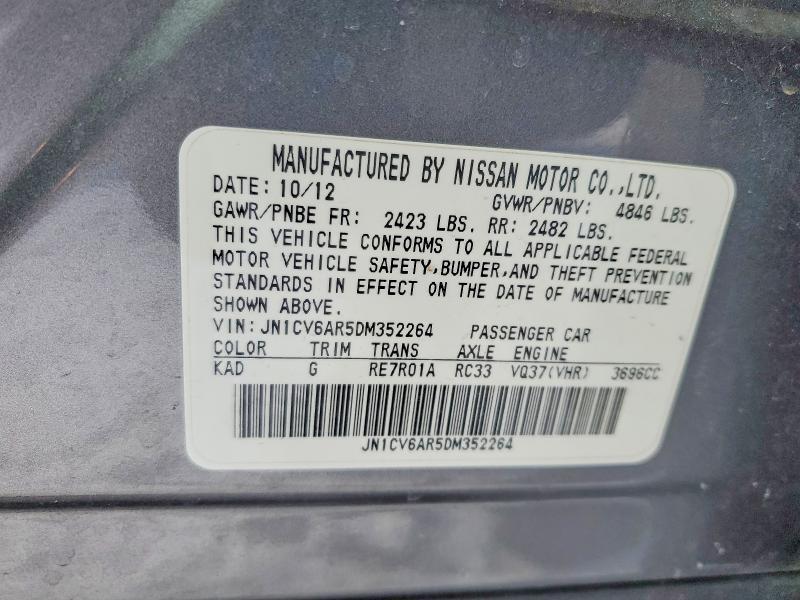 MANUFACTURED BY NISSAN MOTOR CO.,LTD.
DATE: 10/12 GVWR/PNBV: 4846 LBS.
GAWR/PNBE FR: 2423 LBS. RR: 2482 LBS.
THIS VEHICLE CONFORMS TO ALL APPLICABLE FEDERAL
MOTOR VEHICLE SAFETY,BUMPER,AND THEFT PREVENTION
STANDARDS IN EFFECT ON THE DATE OF MANUFACTURE
SHOWN ABOVE.
VIN: JN1CV6AR5DM352264 PASSENGER CAR
COLOR TRIM TRANS AXLE ENGINE
KAD G RE7R01A RC33 VQ37(VHR) 3696CC
JN1CV6AR5DM352264